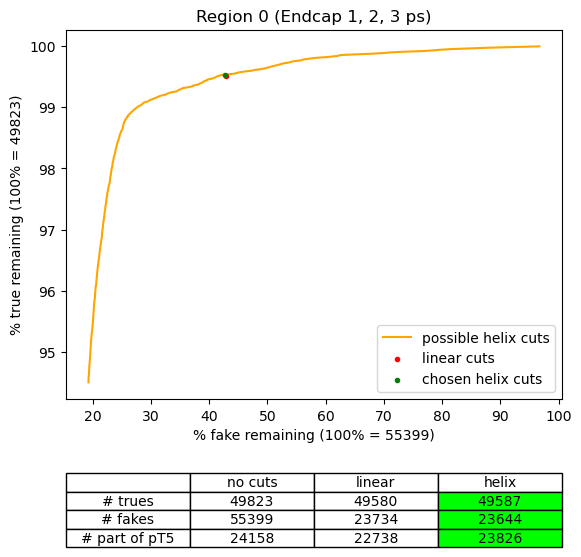 Region 0 (Endcap 1, 2, 3 ps)
100
99
98
97
96
95
% true remaining (100% = 49823)
possible helix cuts
linear cuts
chosen helix cuts
20 30 40 50 60 70 80 90 100
% fake remaining (100% = 55399)
no cuts linear helix
# trues 49823 49580 49587
# fakes 55399 23734 23644
# part of pT5 24158 22738 23826